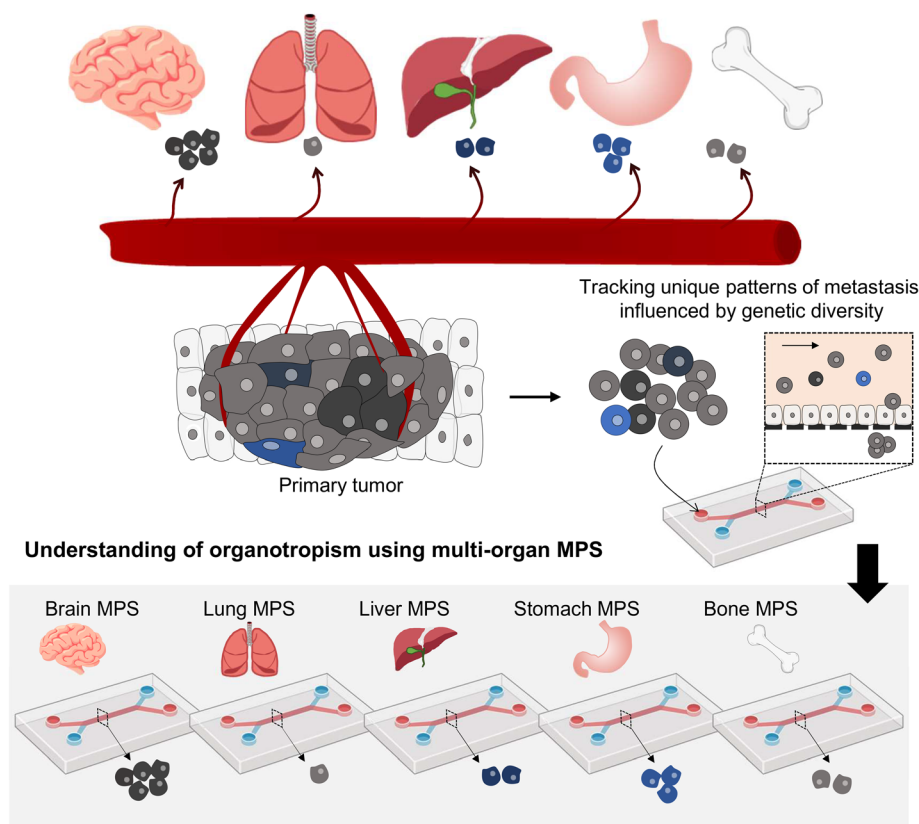 Tracking unique patterns of metastasis
influenced by genetic diversity
Primary tumor
Understanding of organotropism using multi-organ MPS
Brain MPS
Lung MPS
Liver MPS
Stomach MPS
Bone MPS